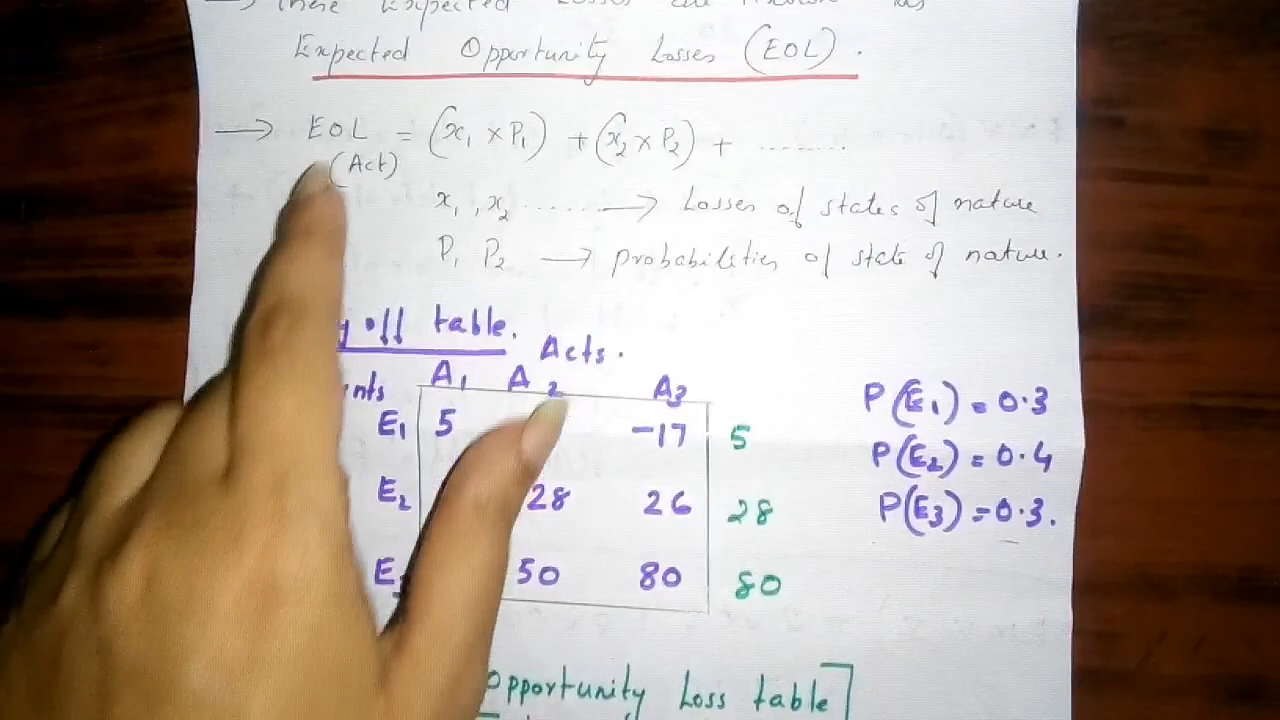 Expected Opportunity Losses (EOL).
→ EOL = (x₁ × P₁) + (x₂ × P₂) + ........
(Act)
x₁, x₂ ........ → Losses of states of nature
P₁ P₂ → probabilities of state of nature.
off table.
Acts.
A₁ A₂ A₃
E₁ 5 -17 5
E₂ 28 26 28
E 50 80 80
P(E₁) = 0.3
P(E₂) = 0.4
P(E₃) = 0.3.
Opportunity Loss table]